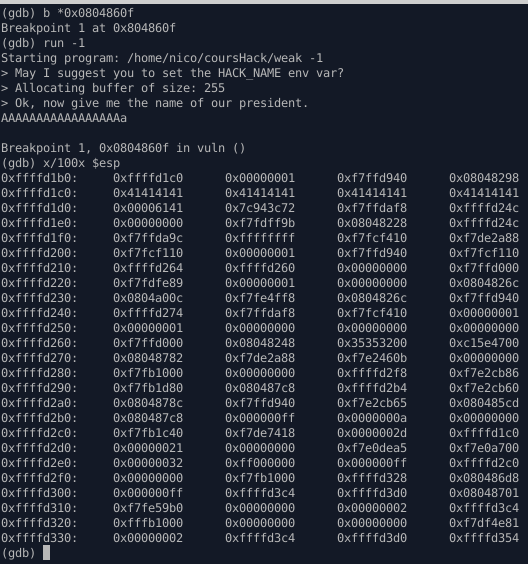 (gdb) b *0x0804860f
Breakpoint 1 at 0x804860f
(gdb) run -1
Starting program: /home/nico/coursHack/weak -1
> May I suggest you to set the HACK_NAME env var?
> Allocating buffer of size: 255
> Ok, now give me the name of our president.
AAAAAAAAAAAAAAAAAa
Breakpoint 1, 0x0804860f in vuln ()
(gdb) x/100x $esp
0xffffd1b0: 0xffffd1c0 0x00000001 0xf7ffd940 0x08048298
0xffffd1c0: 0x41414141 0x41414141 0x41414141 0x41414141
0xffffd1d0: 0x00006141 0x7c943c72 0xf7ffdaf8 0xffffd24c
0xffffd1e0: 0x00000000 0xf7fdff9b 0x08048228 0xffffd24c
0xffffd1f0: 0xf7ffda9c 0xffffffff 0xf7fcf410 0xf7de2a88
0xffffd200: 0xf7fcf110 0x00000001 0xf7ffd940 0xf7fcf110
0xffffd210: 0xffffd264 0xffffd260 0x00000000 0xf7ffd000
0xffffd220: 0xf7fdfe89 0x00000001 0x00000000 0x0804826c
0xffffd230: 0x0804a00c 0xf7fe4ff8 0x0804826c 0xf7ffd940
0xffffd240: 0xffffd274 0xf7ffdaf8 0xf7fcf410 0x00000001
0xffffd250: 0x00000001 0x00000000 0x00000001 0x00000000
0xffffd260: 0xf7ffd000 0x08048248 0x35353200 0xc15e4700
0xffffd270: 0x08048782 0xf7de2a88 0xf7e2460b 0x00000000
0xffffd280: 0xf7fb1000 0x00000000 0xffffd2f8 0xf7e2cb86
0xffffd290: 0xf7fb1d80 0x080487c8 0xffffd2b4 0xf7e2cb60
0xffffd2a0: 0x0804878c 0xf7ffd940 0xf7e2cb65 0x080485cd
0xffffd2b0: 0x080487c8 0x000000ff 0x0000000a 0x00000000
0xffffd2c0: 0xf7fb1c40 0xf7de7418 0x0000002d 0xffffd1c0
0xffffd2d0: 0x00000021 0x00000000 0xf7e0dea5 0xf7e0a700
0xffffd2e0: 0x00000032 0xff000000 0x000000ff 0xffffd2c0
0xffffd2f0: 0x00000000 0xf7fb1000 0xffffd328 0x080486d8
0xffffd300: 0x000000ff 0xffffd3c4 0xffffd3d0 0x08048701
0xffffd310: 0xf7fe59b0 0x00000000 0x00000002 0xffffd3c4
0xffffd320: 0xfffb1000 0x00000000 0x00000000 0xf7df4e81
0xffffd330: 0x00000002 0xffffd3c4 0xffffd3d0 0xffffd354
(gdb)